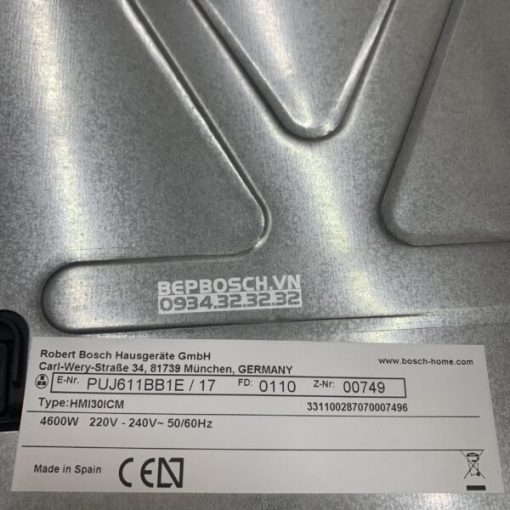 BEPBOSCH.VN
0934.32.32.32
Robert Bosch Hausgeräte GmbH
Carl-Wery-Straße 34, 81739 München, GERMANY
www.bosch-home.com
E-Nr. PUJ611BB1E / 17 FD: 0110 Z-Nr: 00749
Type:HMI30ICM 331100287070007496
4600W 220V - 240V~ 50/60Hz
Made in Spain CE N